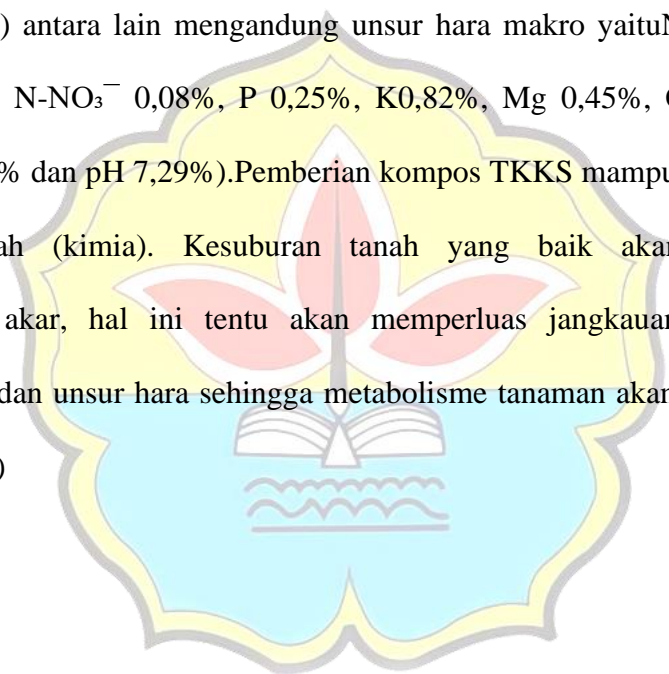 ) antara lain mengandung unsur hara makro yaituN
N-NO₃⁻ 0,08%, P 0,25%, K0,82%, Mg 0,45%,
% dan pH 7,29%).Pemberian kompos TKKS mampu
ah (kimia). Kesuburan tanah yang baik akan
akar, hal ini tentu akan memperluas jangkauan
dan unsur hara sehingga metabolisme tanaman akan
)